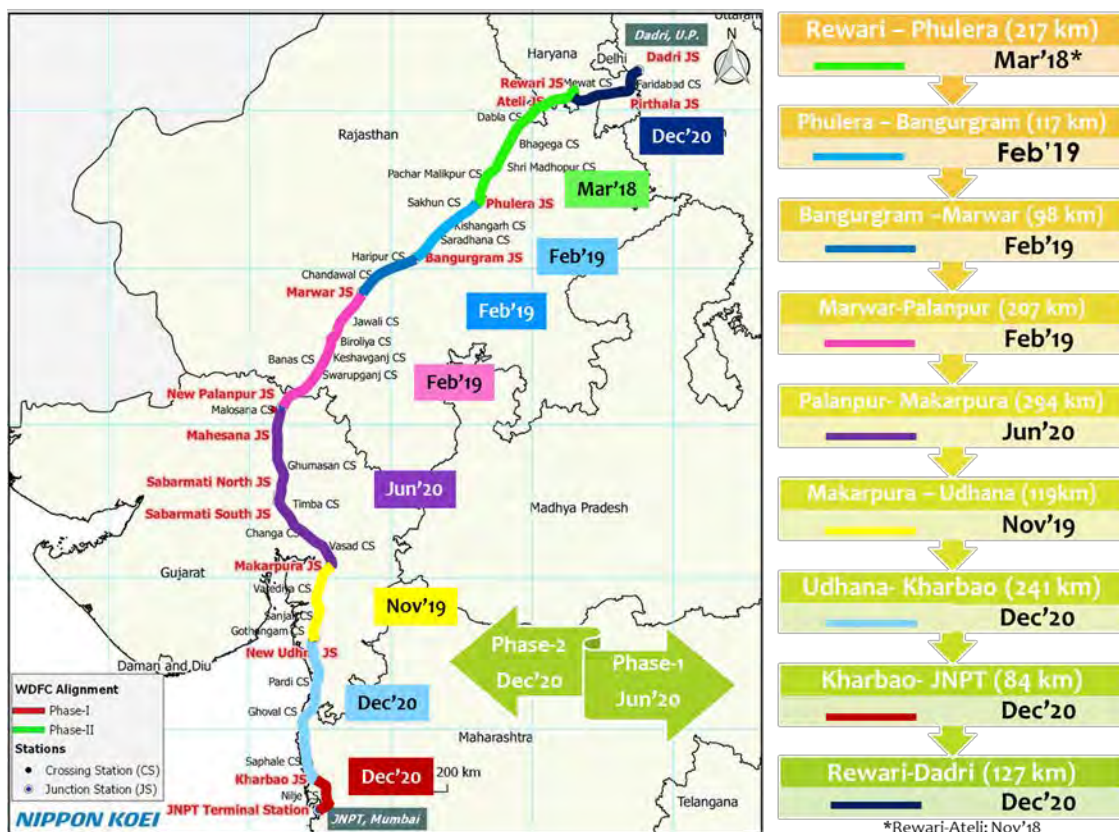 Uttaran
Dadri, U.P.
Haryana
Delhi
Dadri JS
Rewari JS
Mewat CS
Faridabad CS
Ateli JS
Pirthala JS
Dabla CS
Dec'20
Rajasthan
Bhagega CS
Shri Madhopur CS
Pachar Malikpur CS
Mar'18
Sakhun CS
Phulera JS
Kishangarh CS
Saradhana CS
Haripur CS
Bangurgram JS
Feb'19
Chandawal CS
Marwar JS
Feb'19
Jawali CS
Biroliya CS
Banas CS
Keshavganj CS
Swarupganj CS
Feb'19
New Palanpur JS
Malosana CS
Mahesana JS
Ghumasan CS
Sabarmati North JS
Jun'20
Timba CS
Sabarmati South JS
Madhya Pradesh
Changa CS
Vasad CS
Makarpura JS
Gujarat
Varediya CS
Nov'19
Sanjali CS
Gothangam CS
New Udhna JS
Daman and Diu
Pardi CS
Dec'20
Ghoval CS
Maharashtra
Saphale CS
Kharbao JS
Dec'20
200 km
Nilje CS
JNPT Terminal Station
JNPT, Mumbai
Telangana
Phase-2
Dec'20
Phase-1
Jun'20
WDFC Alignment
Phase-I
Phase-II
Stations
Crossing Station (CS)
Junction Station (JS)
NIPPON KOEI
Rewari – Phulera (217 km)
Mar'18*
Phulera – Bangurgram (117 km)
Feb'19
Bangurgram –Marwar (98 km)
Feb'19
Marwar-Palanpur (207 km)
Feb'19
Palanpur- Makarpura (294 km)
Jun'20
Makarpura – Udhana (119km)
Nov'19
Udhana- Kharbao (241 km)
Dec'20
Kharbao- JNPT (84 km)
Dec'20
Rewari-Dadri (127 km)
Dec'20
*Rewari-Ateli: Nov'18